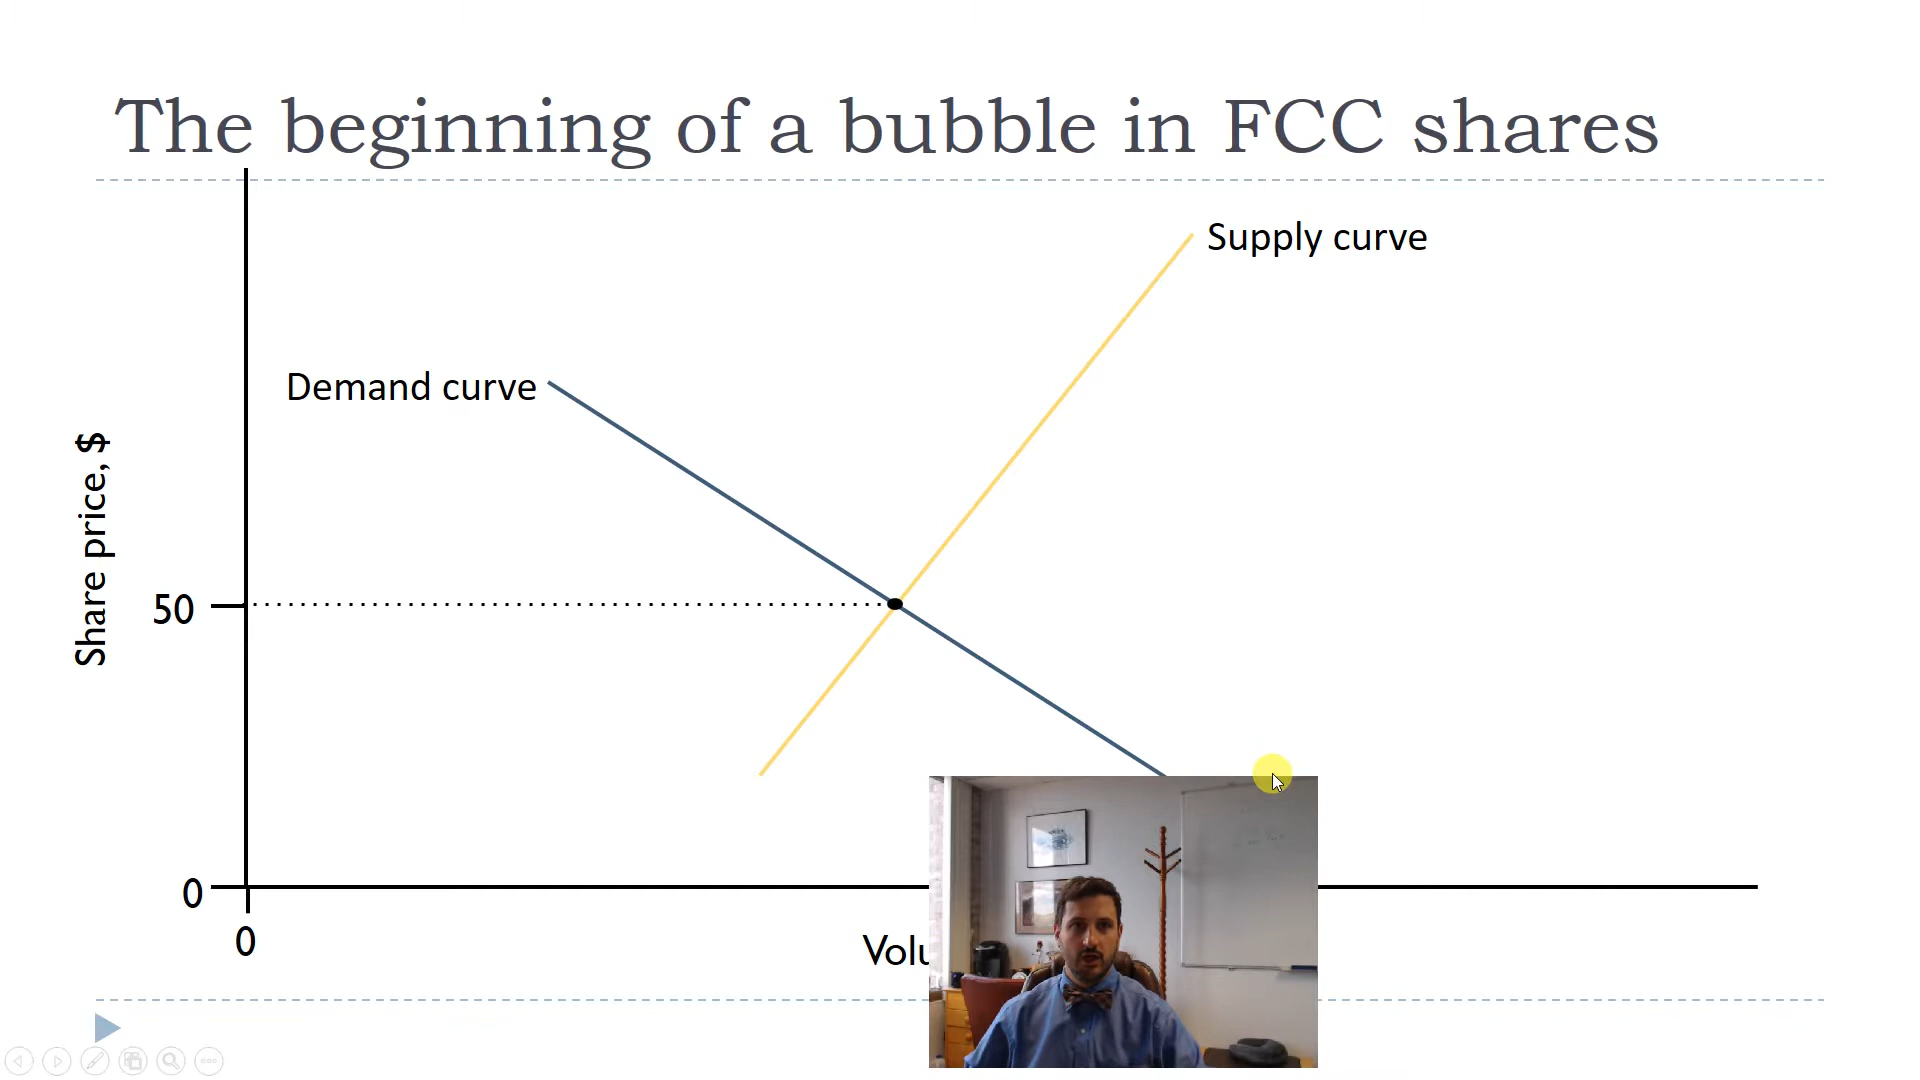 The beginning of a bubble in FCC shares
Supply curve
Demand curve
Share price, $
50
0
0
Volu